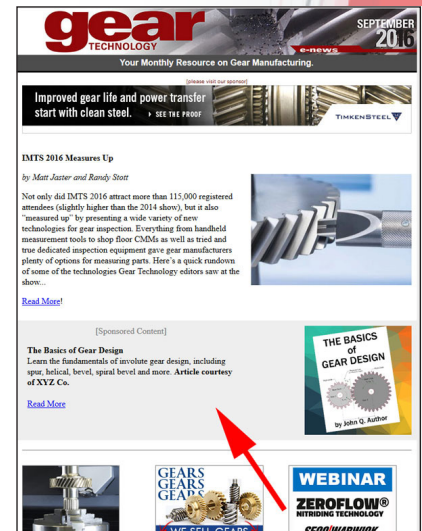 gear
TECHNOLOGY
e-news
SEPTEMBER
2016
Your Monthly Resource on Gear Manufacturing.
[please visit our sponsor]
Improved gear life and power transfer
start with clean steel. ▸ SEE THE PROOF
TIMKENSTEEL
IMTS 2016 Measures Up
by Matt Jaster and Randy Stott
Not only did IMTS 2016 attract more than 115,000 registered
attendees (slightly higher than the 2014 show), but it also
"measured up" by presenting a wide variety of new
technologies for gear inspection. Everything from handheld
measurement tools to shop floor CMMs as well as tried and
true dedicated inspection equipment gave gear manufacturers
plenty of options for measuring parts. Here's a quick rundown
of some of the technologies Gear Technology editors saw at the
show...
Read More!
[Sponsored Content]
The Basics of Gear Design
Learn the fundamentals of involute gear design, including
spur, helical, bevel, spiral bevel and more. Article courtesy
of XYZ Co.
Read More
THE BASICS
of
GEAR DESIGN
by John Q. Author
GEARS
GEARS
GEARS
WE SELL GEARS
WEBINAR
ZEROFLOW®
NITRIDING TECHNOLOGY
SECO/WARWICK